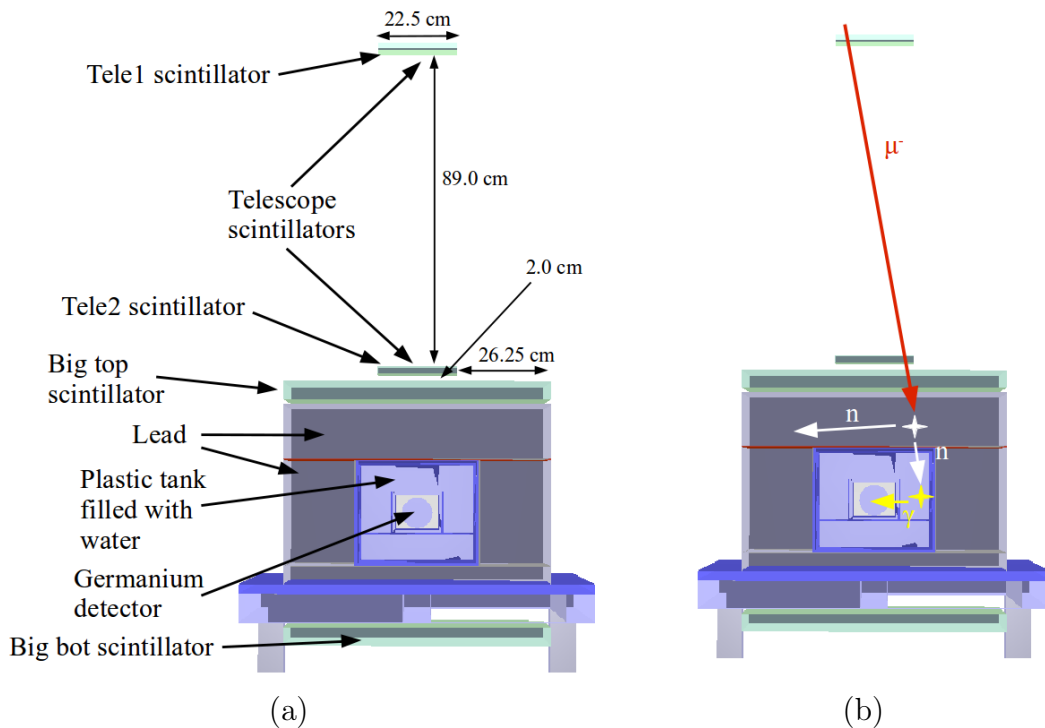 22.5 cm
Tele1 scintillator
89.0 cm
Telescope
scintillators
2.0 cm
Tele2 scintillator
26.25 cm
Big top
scintillator
Lead
Plastic tank
filled with
water
Germanium
detector
Big bot scintillator
(a)
μ-
n
n
γ
(b)